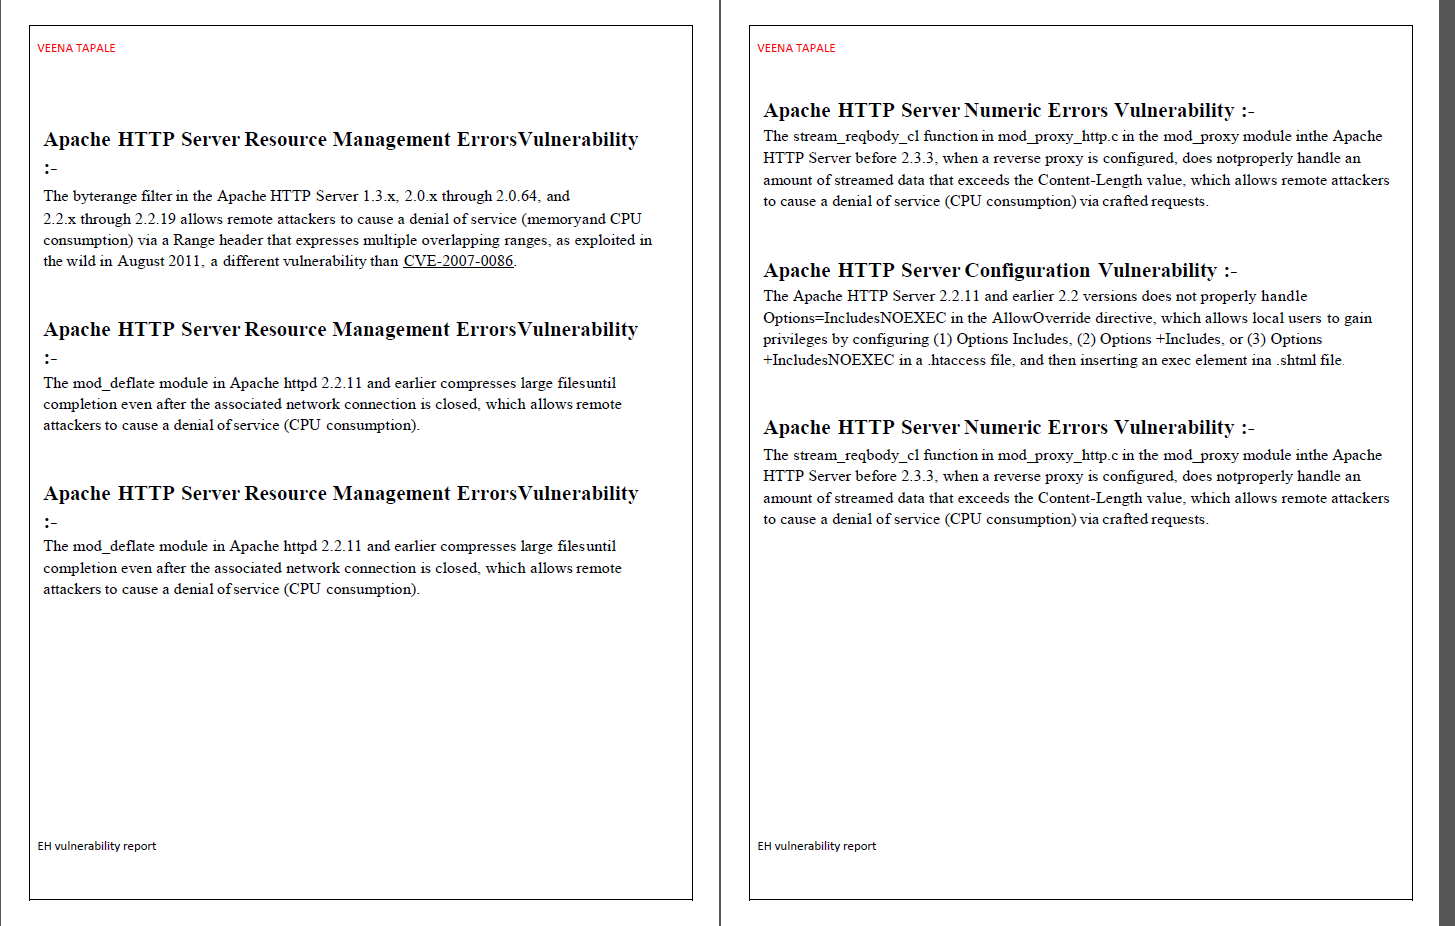 VEENA TAPALE
Apache HTTP Server Resource Management ErrorsVulnerability
:-
The byterange filter in the Apache HTTP Server 1.3.x, 2.0.x through 2.0.64, and
2.2.x through 2.2.19 allows remote attackers to cause a denial of service (memoryand CPU
consumption) via a Range header that expresses multiple overlapping ranges, as exploited in
the wild in August 2011, a different vulnerability than CVE-2007-0086.
Apache HTTP Server Resource Management ErrorsVulnerability
:-
The mod_deflate module in Apache httpd 2.2.11 and earlier compresses large filesuntil
completion even after the associated network connection is closed, which allows remote
attackers to cause a denial of service (CPU consumption).
Apache HTTP Server Resource Management ErrorsVulnerability
:-
The mod_deflate module in Apache httpd 2.2.11 and earlier compresses large filesuntil
completion even after the associated network connection is closed, which allows remote
attackers to cause a denial of service (CPU consumption).
EH vulnerability report
VEENA TAPALE
Apache HTTP Server Numeric Errors Vulnerability :-
The stream_reqbody_cl function in mod_proxy_http.c in the mod_proxy module inthe Apache
HTTP Server before 2.3.3, when a reverse proxy is configured, does notproperly handle an
amount of streamed data that exceeds the Content-Length value, which allows remote attackers
to cause a denial of service (CPU consumption) via crafted requests.
Apache HTTP Server Configuration Vulnerability :-
The Apache HTTP Server 2.2.11 and earlier 2.2 versions does not properly handle
Options=IncludesNOEXEC in the AllowOverride directive, which allows local users to gain
privileges by configuring (1) Options Includes, (2) Options +Includes, or (3) Options
+IncludesNOEXEC in a .htaccess file, and then inserting an exec element ina .shtml file.
Apache HTTP Server Numeric Errors Vulnerability :-
The stream_reqbody_cl function in mod_proxy_http.c in the mod_proxy module inthe Apache
HTTP Server before 2.3.3, when a reverse proxy is configured, does notproperly handle an
amount of streamed data that exceeds the Content-Length value, which allows remote attackers
to cause a denial of service (CPU consumption) via crafted requests.
EH vulnerability report